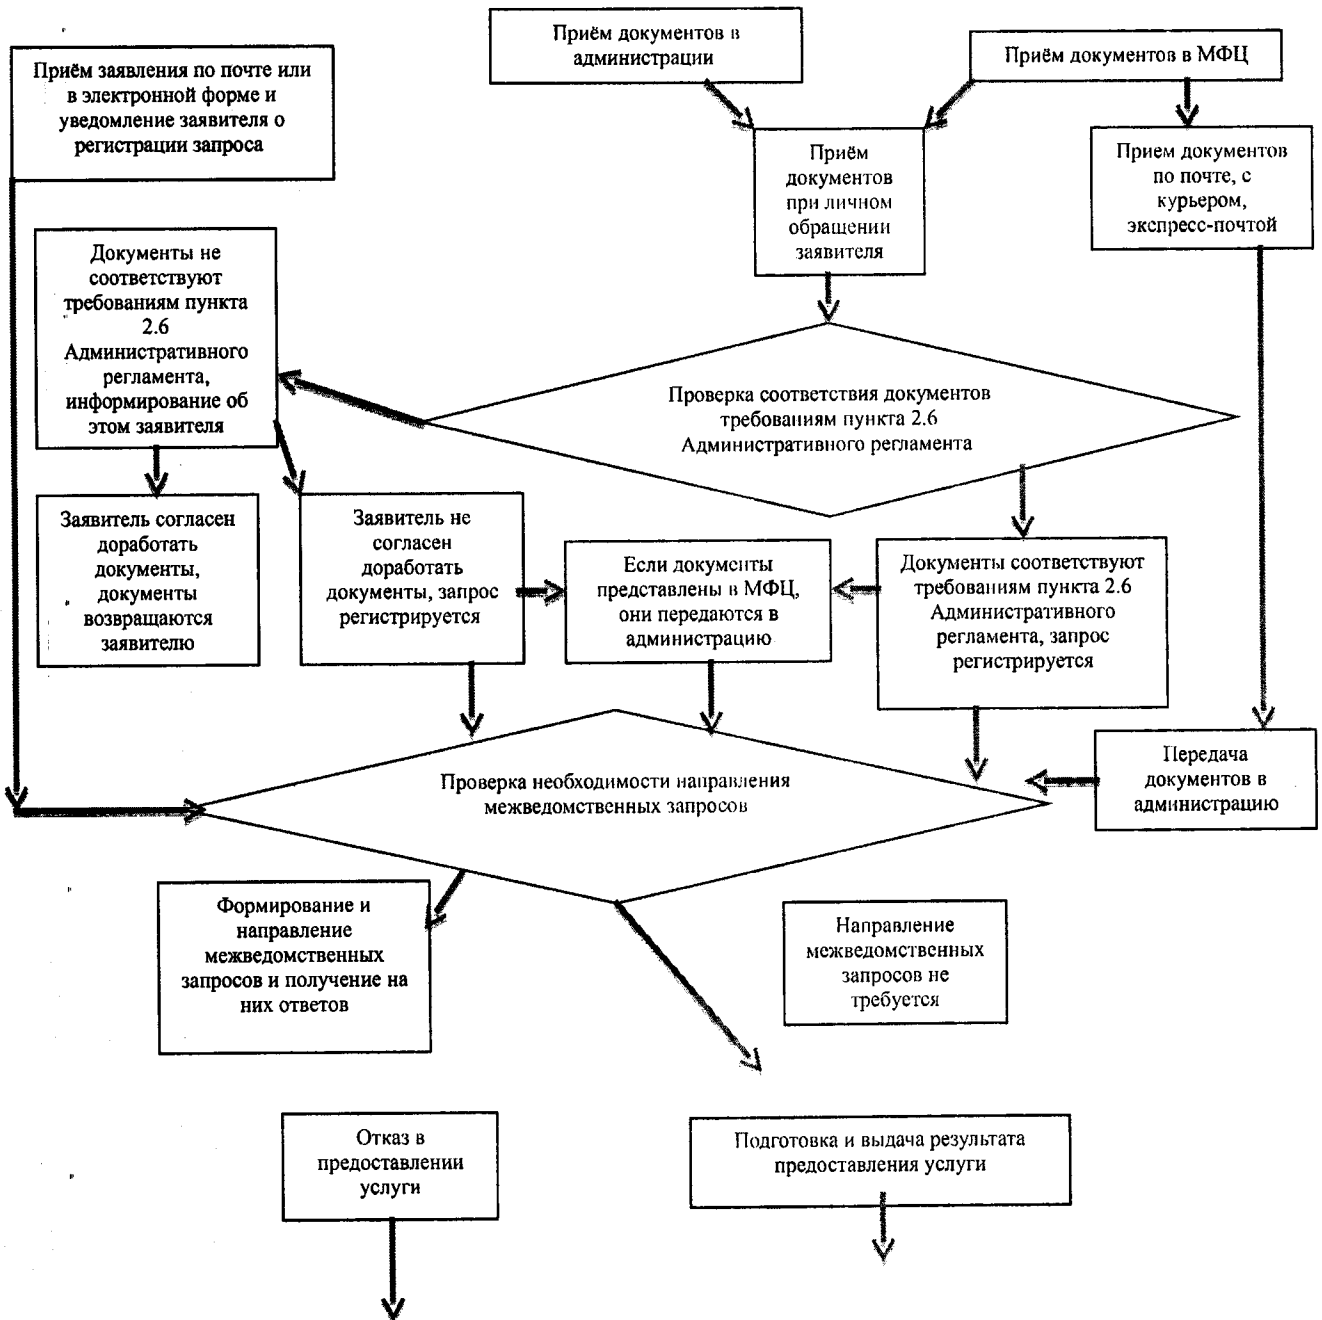 Приём документов в
администрации
Приём документов в МФЦ
Приём заявления по почте или
в электронной форме и
уведомление заявителя о
регистрации запроса
Приём
документов
при личном
обращении
заявителя
Прием документов
по почте, с
курьером,
экспресс-почтой
Документы не
соответствуют
требованиям пункта
2.6
Административного
регламента,
информирование об
этом заявителя
Проверка соответствия документов
требованиям пункта 2.6
Административного регламента
Заявитель согласен
доработать
документы,
документы
возвращаются
заявителю
Заявитель не
согласен
доработать
документы, запрос
регистрируется
Если документы
представлены в МФЦ,
они передаются в
администрацию
Документы соответствуют
требованиям пункта 2.6
Административного
регламента, запрос
регистрируется
Передача
документов в
администрацию
Проверка необходимости направления
межведомственных запросов
Формирование и
направление
межведомственных
запросов и получение на
них ответов
Направление
межведомственных
запросов не
требуется
Отказ в
предоставлении
услуги
Подготовка и выдача результата
предоставления услуги